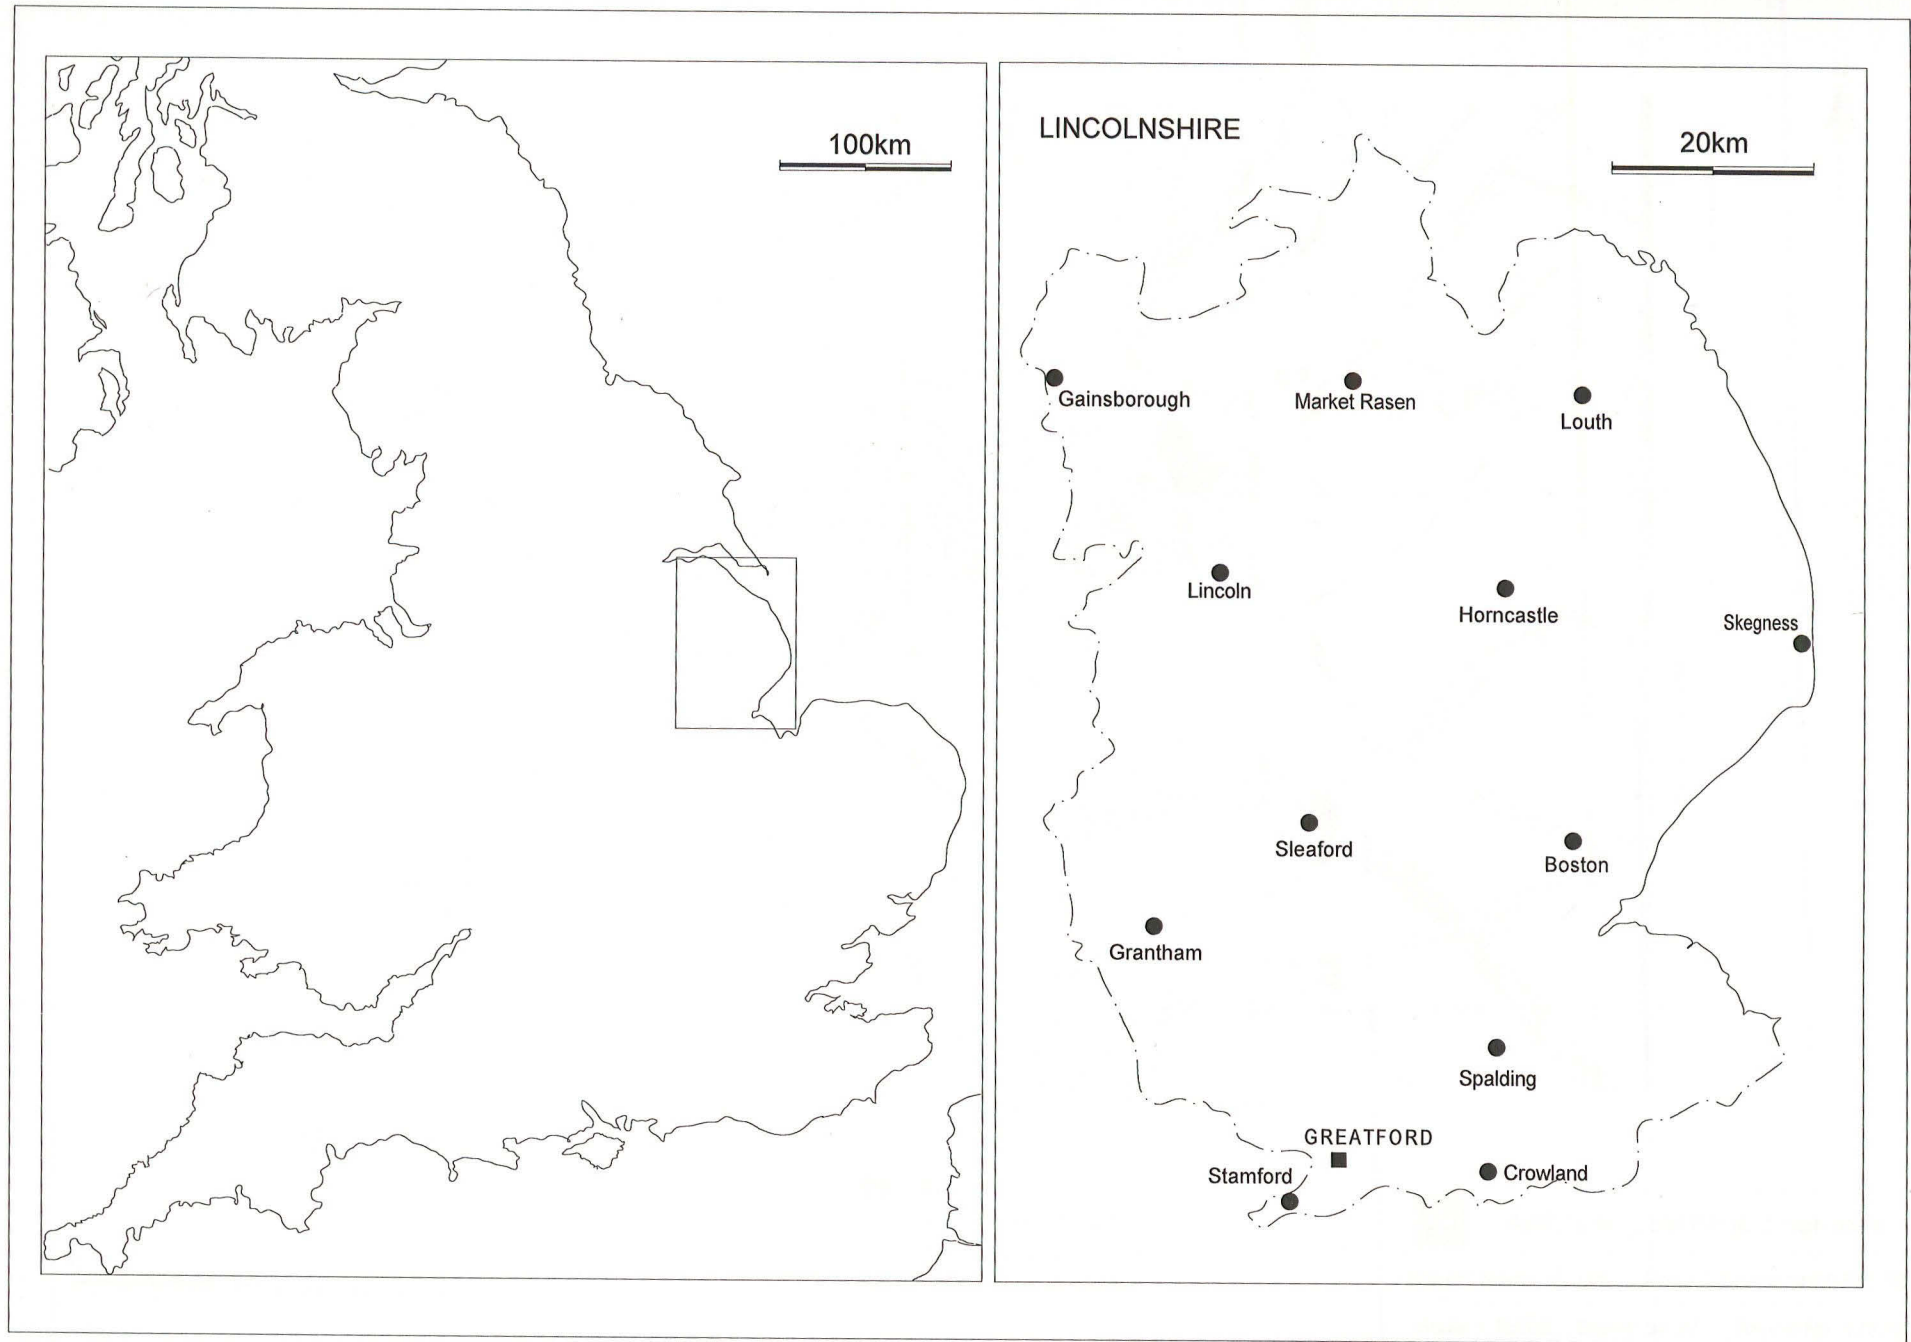 100km
LINCOLNSHIRE
20km
Gainsborough
Market Rasen
Louth
Lincoln
Horncastle
Skegness
Sleaford
Boston
Grantham
Spalding
GREATFORD
Stamford
Crowland